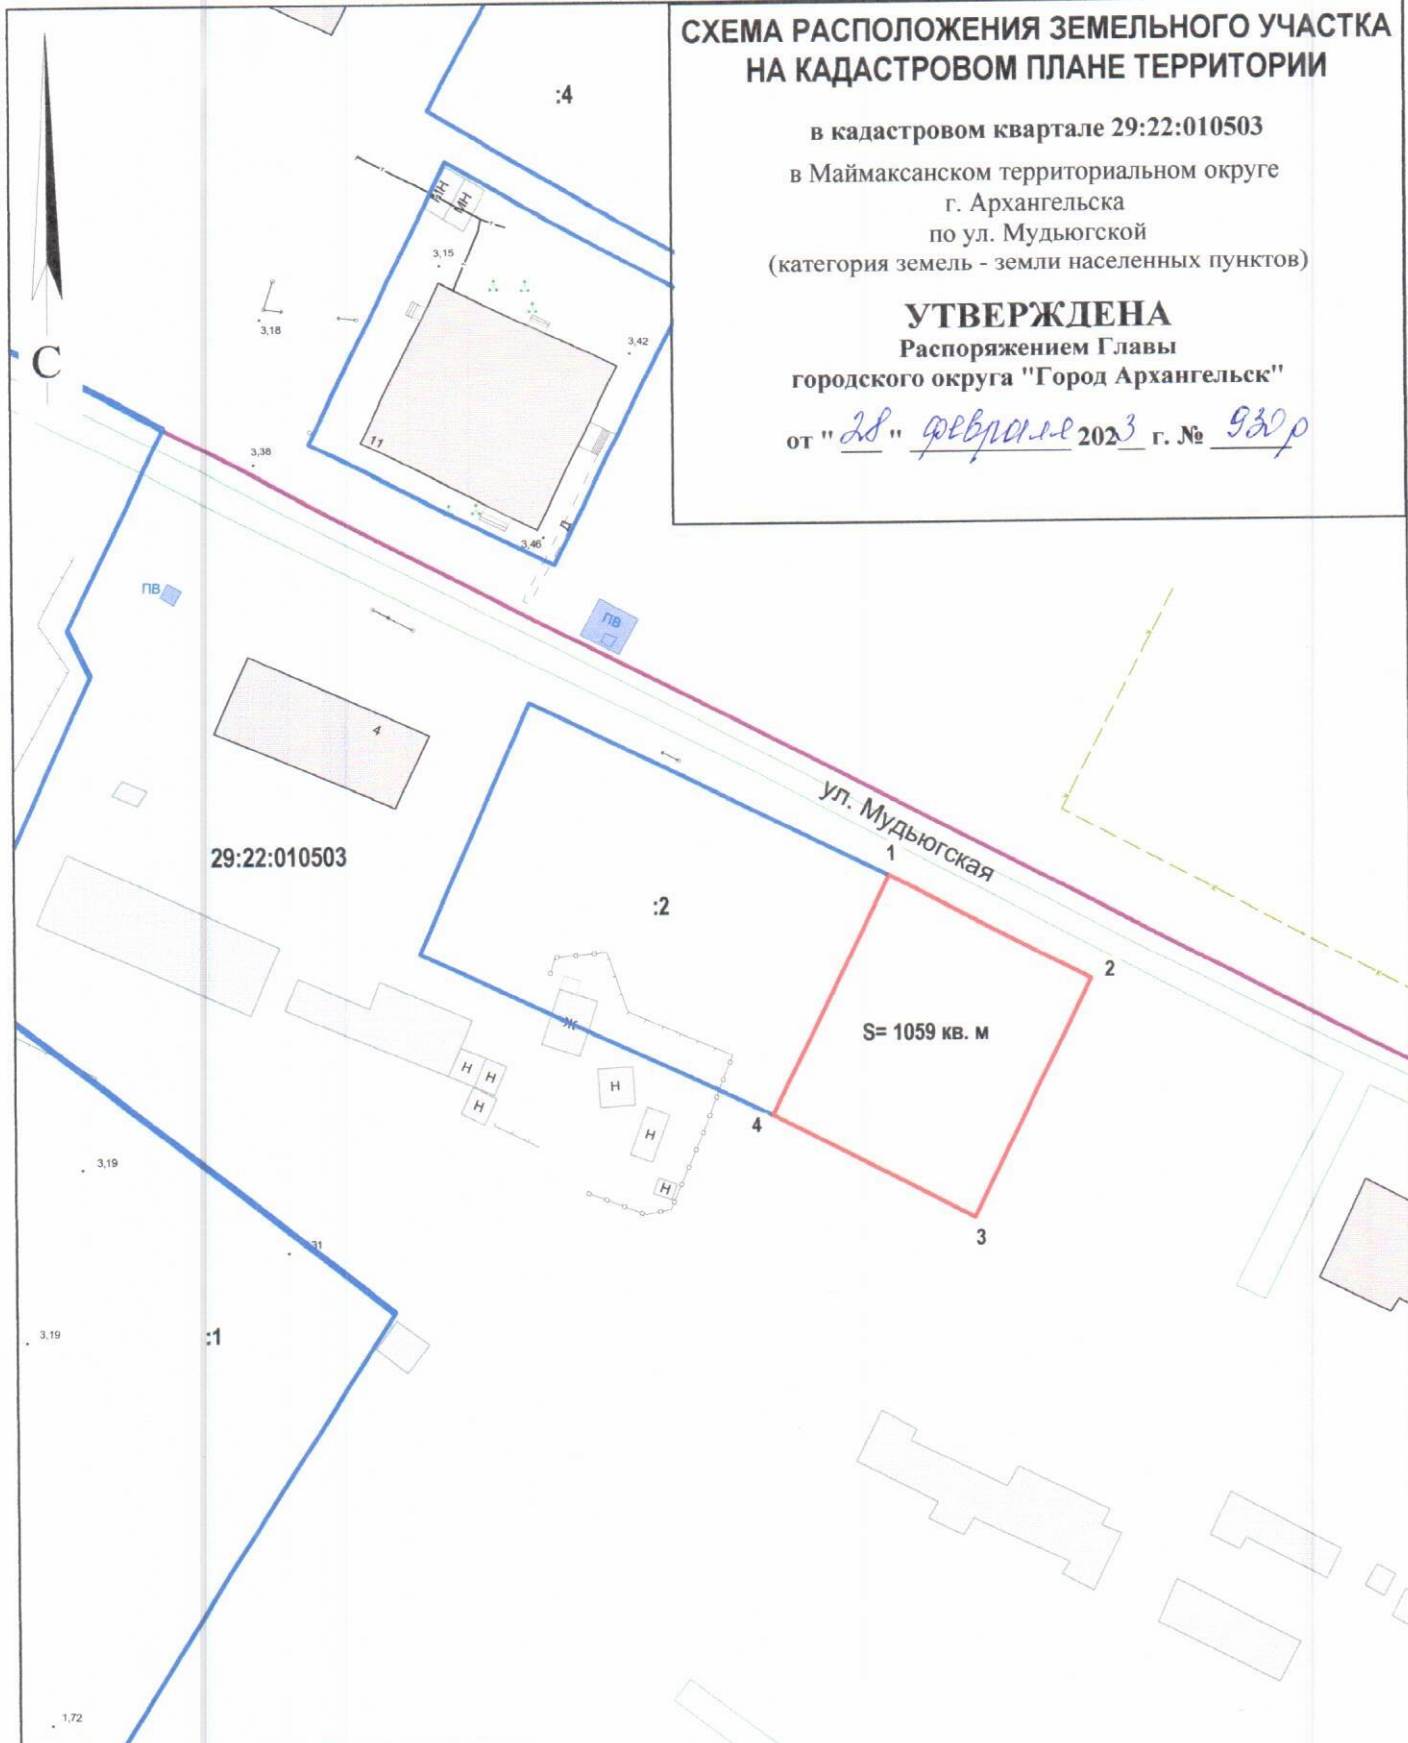 СХЕМА РАСПОЛОЖЕНИЯ ЗЕМЕЛЬНОГО УЧАСТКА
НА КАДАСТРОВОМ ПЛАНЕ ТЕРРИТОРИИ
в кадастровом квартале 29:22:010503
в Маймаксанском территориальном округе
г. Архангельска
по ул. Мудьюгской
(категория земель - земли населенных пунктов)
УТВЕРЖДЕНА
Распоряжением Главы
городского округа "Город Архангельск"
от "28" февраля 2023 г. № 930р
:4
МН
МН
3,15
3,18
3,42
С
11
3,38
Д
3,46
ПВ
ПВ
4
ул. Мудьюгская
1
29:22:010503
:2
2
Ж
S= 1059 кв. м
Н
Н
Н
Н
Н
Н
4
3
3,19
31
3,19
:1
1,72